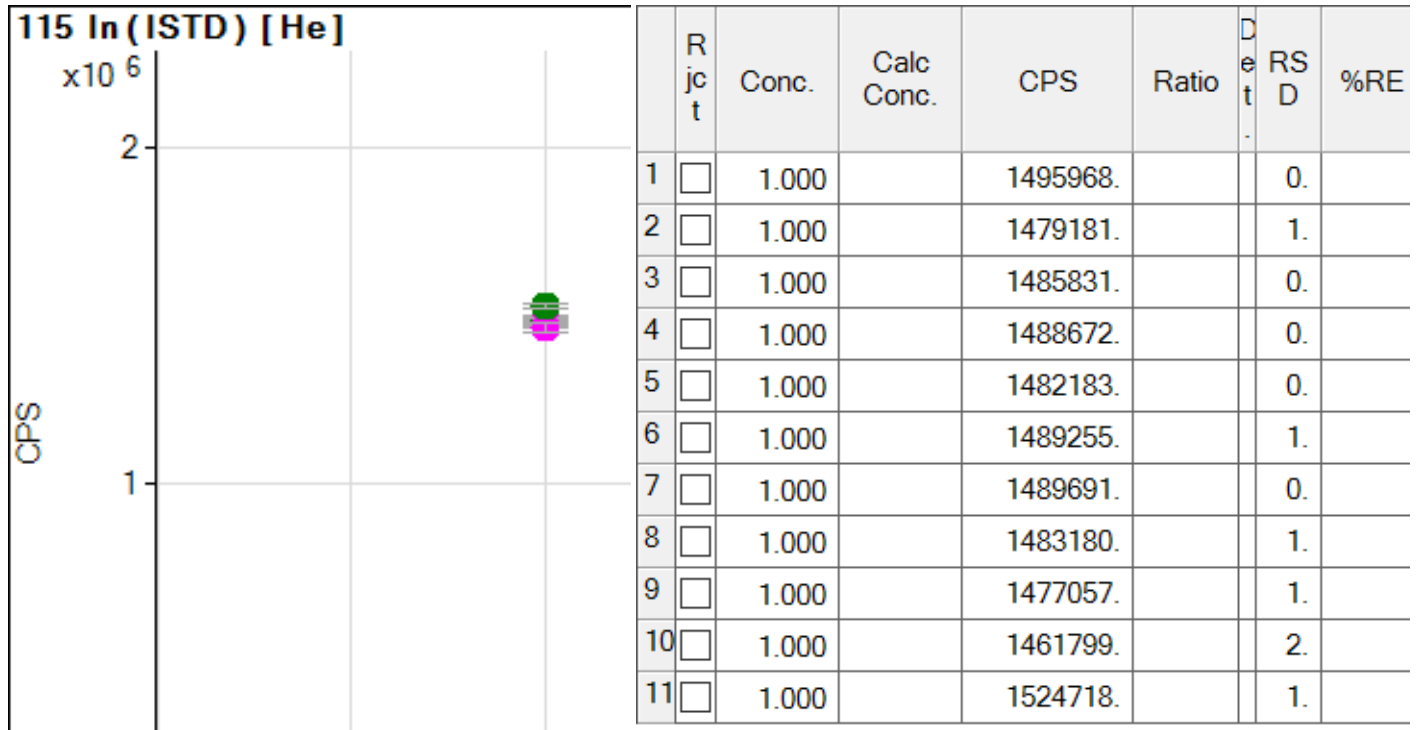 115 In ( ISTD ) [ He ]
x10 6
2
1
CPS
Rjct Conc. Calc Conc. CPS Ratio Det. RSD %RE
1 1.000 1495968. 0.
2 1.000 1479181. 1.
3 1.000 1485831. 0.
4 1.000 1488672. 0.
5 1.000 1482183. 0.
6 1.000 1489255. 1.
7 1.000 1489691. 0.
8 1.000 1483180. 1.
9 1.000 1477057. 1.
10 1.000 1461799. 2.
11 1.000 1524718. 1.